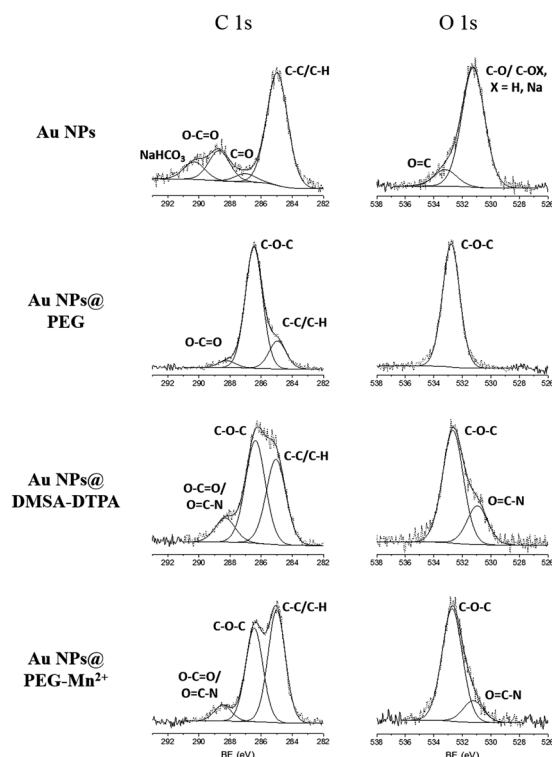 C 1s
O 1s
Au NPs
NaHCO₃
O-C=O
C=O
C-C/C-H
292 290 288 286 284 282
O=C
C-O/ C-OX,
X = H, Na
538 536 534 532 530 528 526
Au NPs@
PEG
O-C=O
C-O-C
C-C/C-H
292 290 288 286 284 282
C-O-C
538 536 534 532 530 528 526
Au NPs@
DMSA-DTPA
O-C=O/
O=C-N
C-O-C
C-C/C-H
292 290 288 286 284 282
C-O-C
O=C-N
538 536 534 532 530 528 526
Au NPs@
PEG-Mn²⁺
O-C=O/
O=C-N
C-O-C
C-C/C-H
292 290 288 286 284 282
BE (eV)
C-O-C
O=C-N
538 536 534 532 530 528 526
BE (eV)